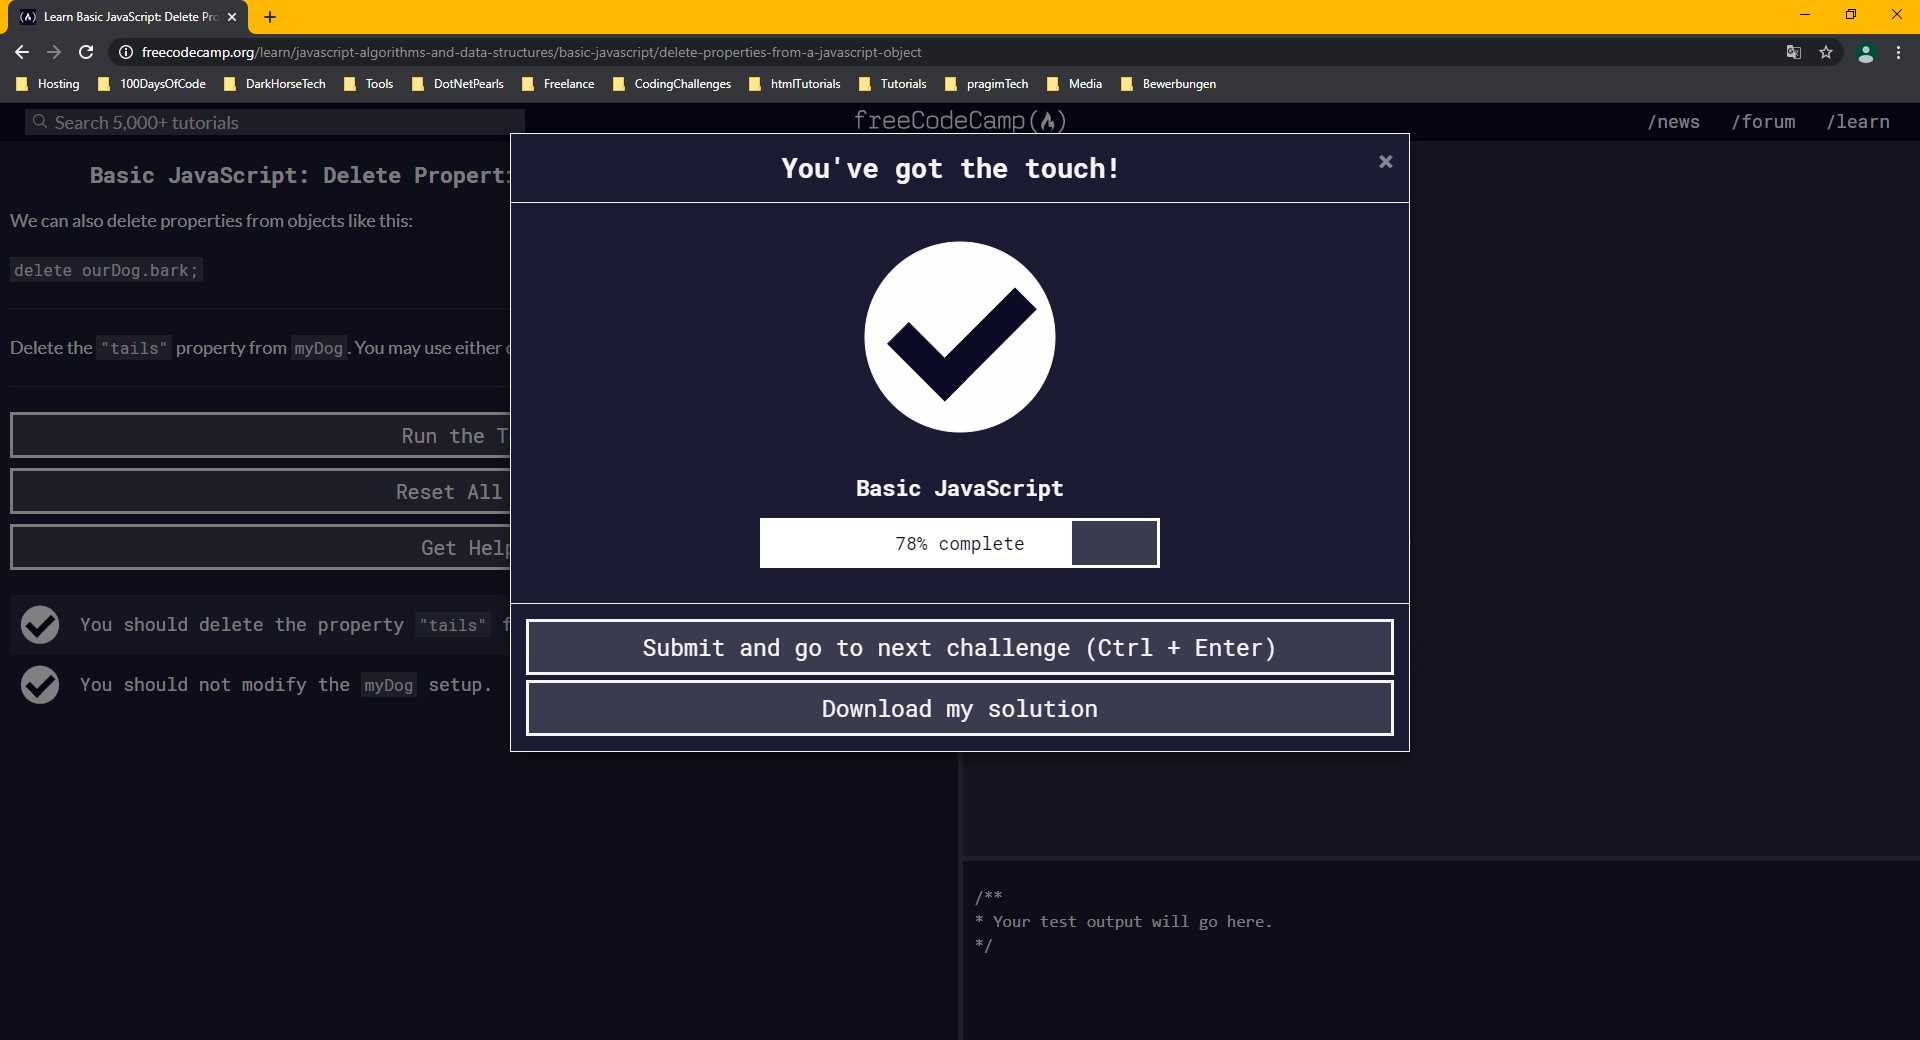 Learn Basic JavaScript: Delete Pro
freecodecamp.org/learn/javascript-algorithms-and-data-structures/basic-javascript/delete-properties-from-a-javascript-object
Hosting 100DaysOfCode DarkHorseTech Tools DotNetPearls Freelance CodingChallenges htmlTutorials Tutorials pragimTech Media Bewerbungen
Search 5,000+ tutorials
freeCodeCamp
/news /forum /learn
Basic JavaScript: Delete Propert
We can also delete properties from objects like this:
delete ourDog.bark;
Delete the "tails" property from myDog. You may use either
Run the T
Reset All
Get Help
You should delete the property "tails" f
You should not modify the myDog setup.
You've got the touch!
×
Basic JavaScript
78% complete
Submit and go to next challenge (Ctrl + Enter)
Download my solution
/**
* Your test output will go here.
*/